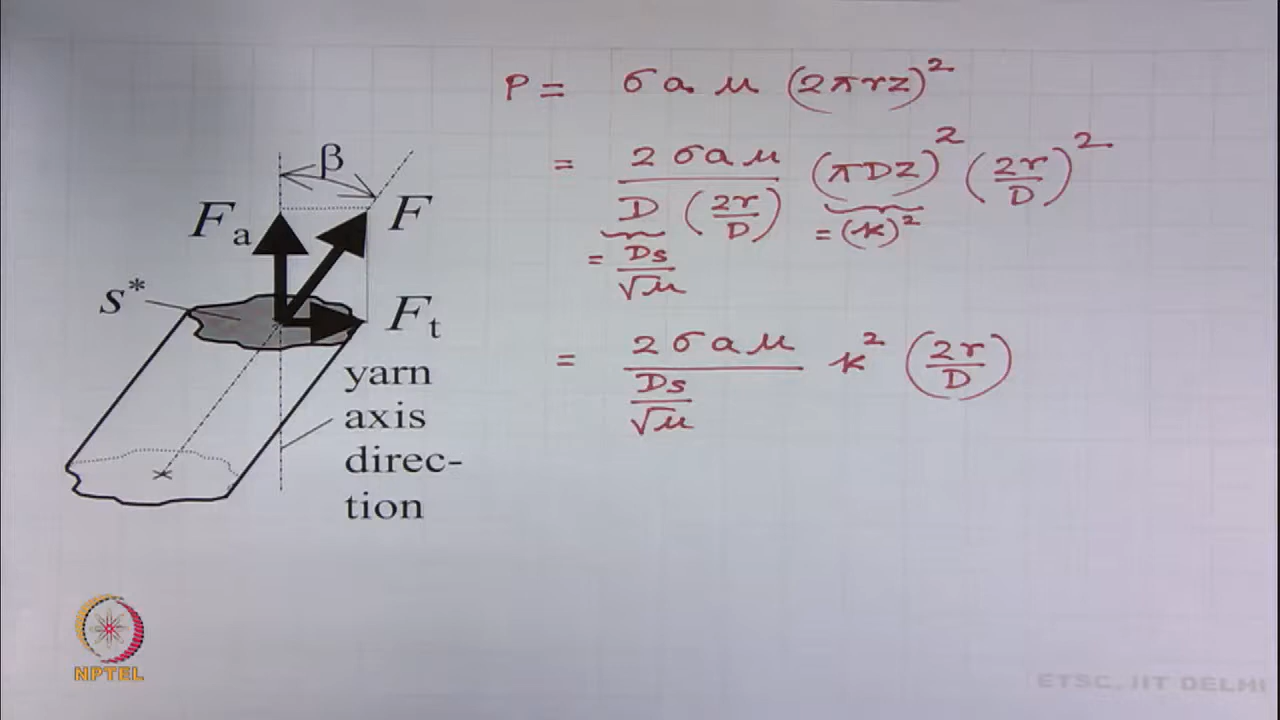 P = σ a μ (2πrz)²
= 2σaμ / D (2r/D) (πDZ)² (2r/D)²
= Ds/√μ
= (κ)²
= 2σaμ / Ds/√μ κ² (2r/D)
β
Fa
F
s*
Ft
yarn
axis
direc-
tion
NPTEL
ETSC, IIT DELHI